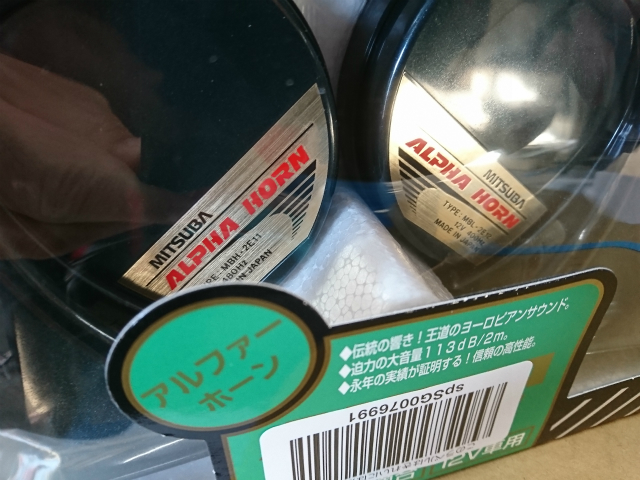 MITSUBA
ALPHA HORN
MBH-2E11
JAPAN
MITSUBA
ALPHA HORN
TYPE: MBL-2E
12V
MADE IN
アルファー
ホーン
◆伝統の響き!王道のヨーロピアンサウンド。
◆迫力の大音量113dB/2m。
◆永年の実績が証明する!信頼の高性能。
spSG0076991
12V車用